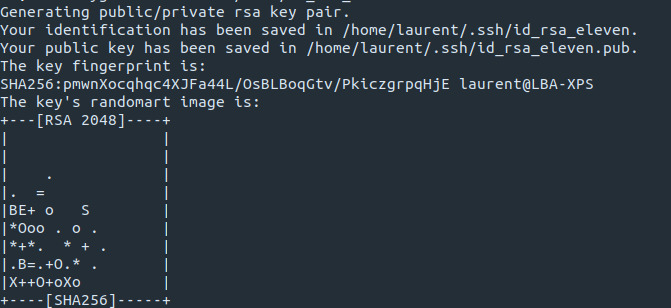 Generating public/private rsa key pair.
Your identification has been saved in /home/laurent/.ssh/id_rsa_eleven.
Your public key has been saved in /home/laurent/.ssh/id_rsa_eleven.pub.
The key fingerprint is:
SHA256:pmwnXocqhqc4XJFa44L/OsBLBoqGtv/PkiczgrpqHjE laurent@LBA-XPS
The key's randomart image is:
+---[RSA 2048]----+
|                 |
|                 |
|    .            |
|.  =             |
|BE+ o   S        |
|*Ooo . o .       |
|*+*.  * + .      |
|.B=.+O.* .       |
|X++O+oXo         |
+----[SHA256]-----+